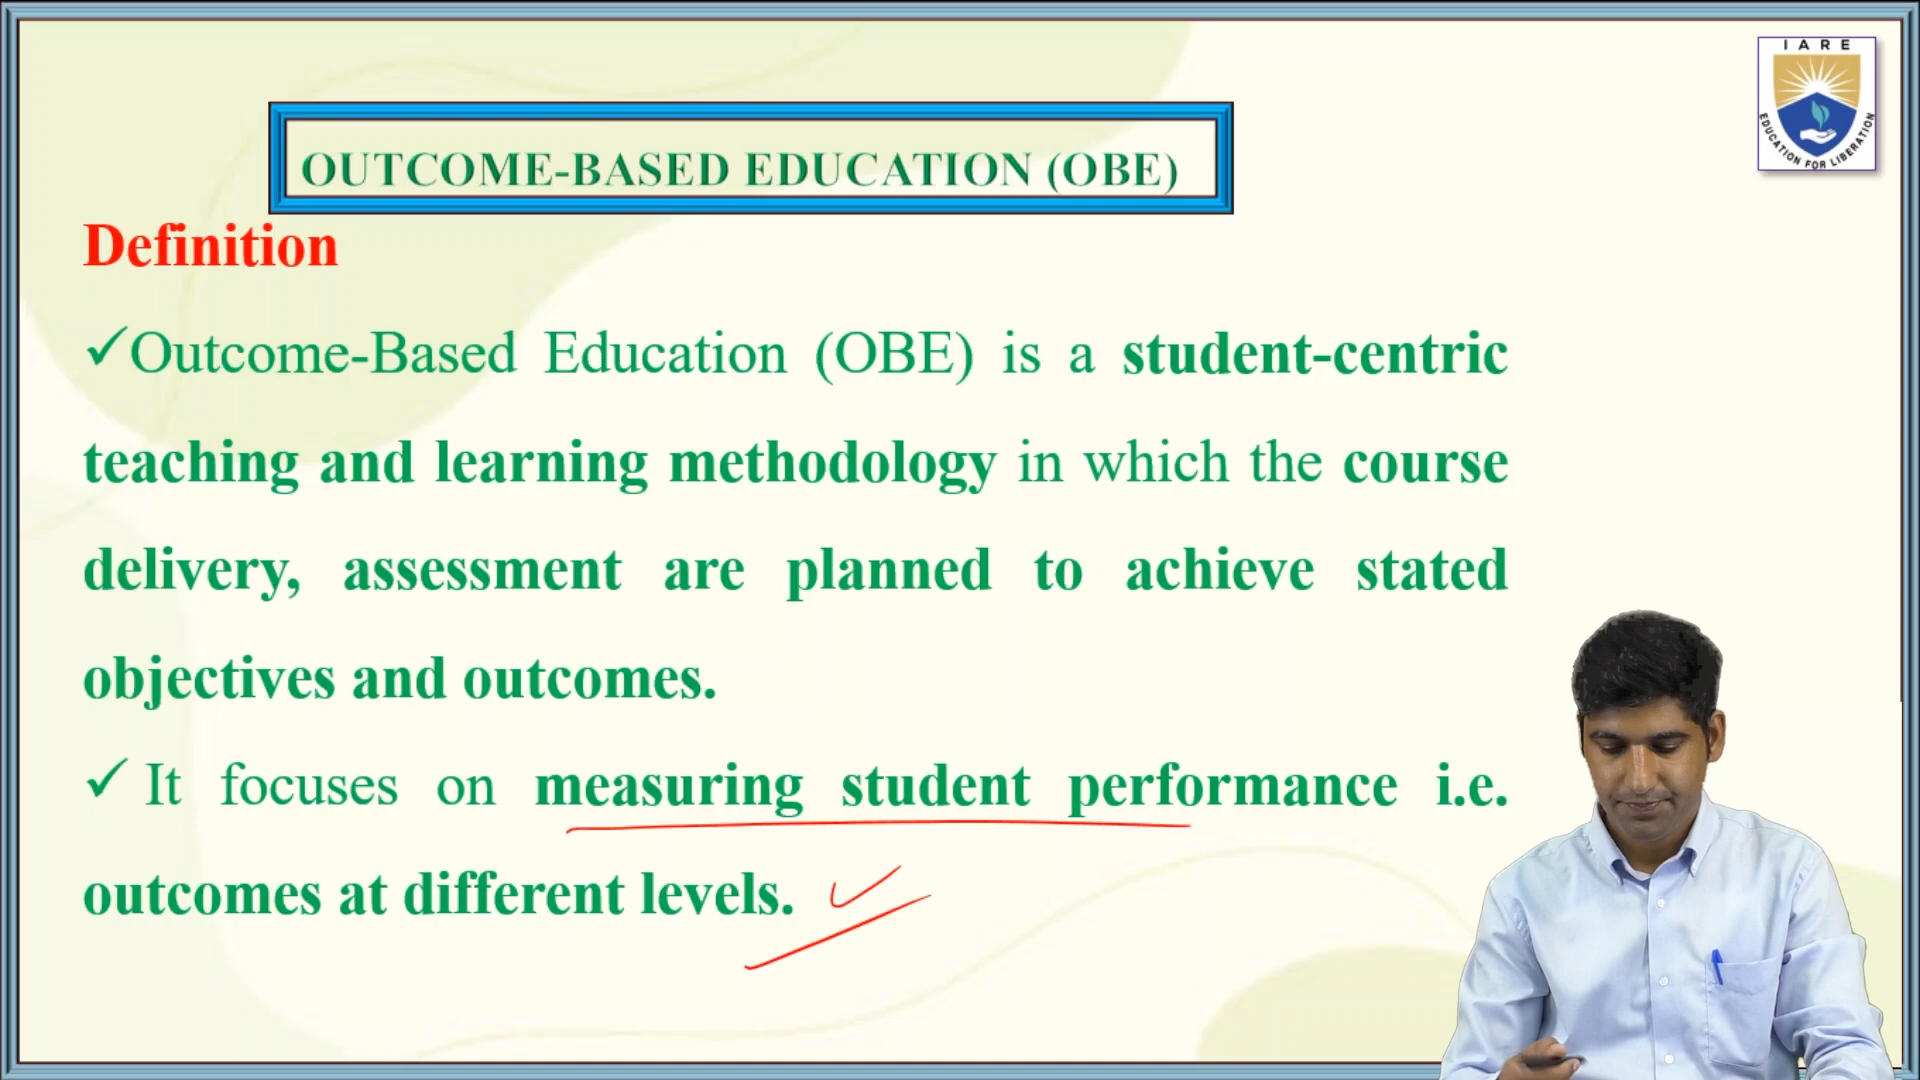 I A R E
EDUCATION FOR LIBERATION
OUTCOME-BASED EDUCATION (OBE)
Definition
✓Outcome-Based Education (OBE) is a student-centric
teaching and learning methodology in which the course
delivery, assessment are planned to achieve stated
objectives and outcomes.
✓ It focuses on measuring student performance i.e.
outcomes at different levels.